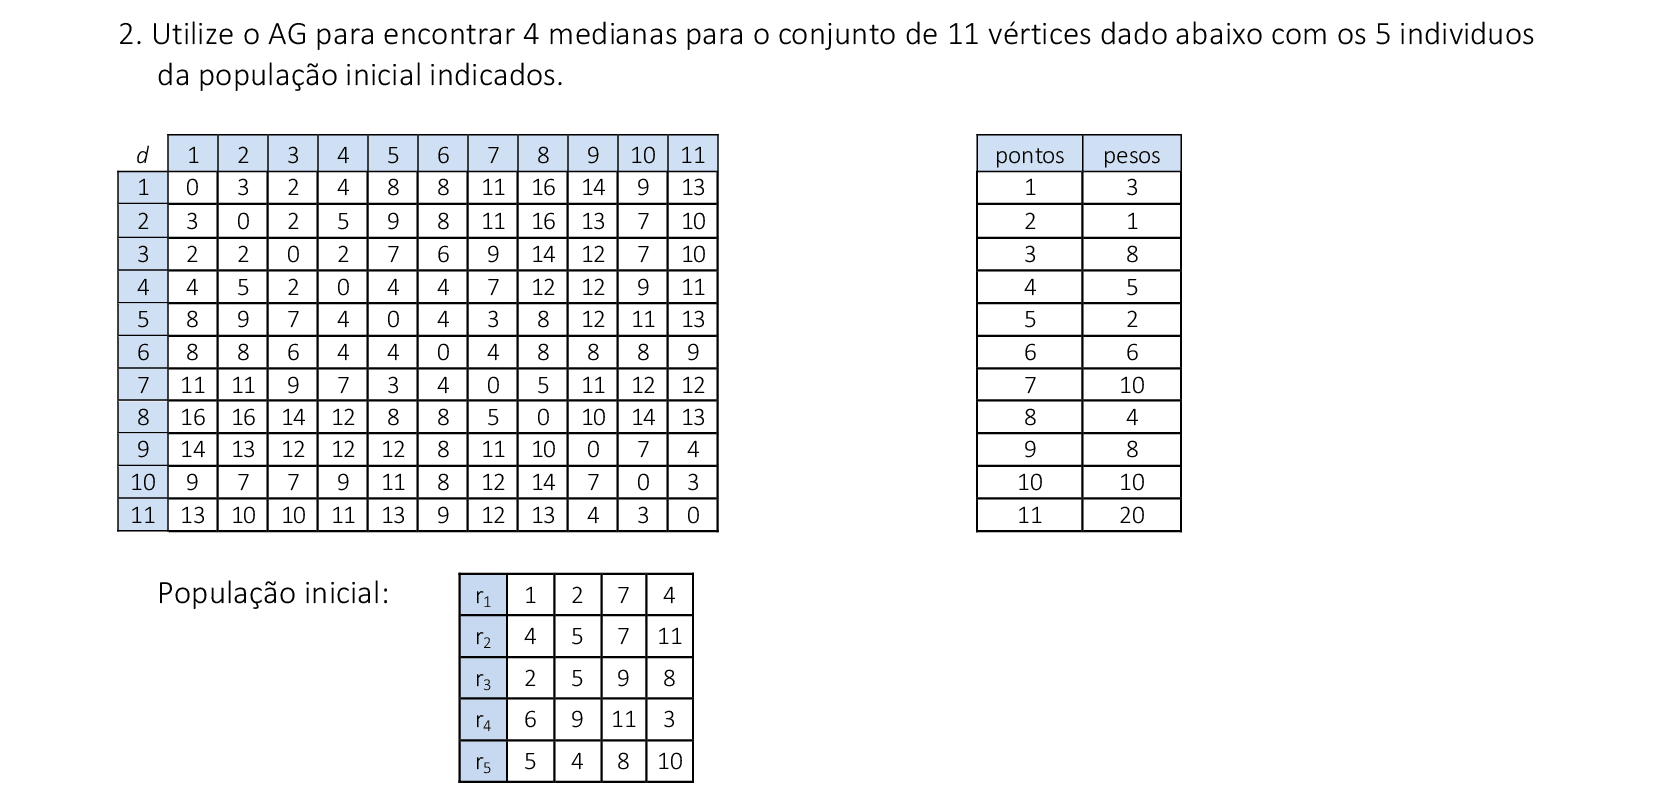 2. Utilize o AG para encontrar 4 medianas para o conjunto de 11 vértices dado abaixo com os 5 individuos
da população inicial indicados.
d 1 2 3 4 5 6 7 8 9 10 11
1 0 3 2 4 8 8 11 16 14 9 13
2 3 0 2 5 9 8 11 16 13 7 10
3 2 2 0 2 7 6 9 14 12 7 10
4 4 5 2 0 4 4 7 12 12 9 11
5 8 9 7 4 0 4 3 8 12 11 13
6 8 8 6 4 4 0 4 8 8 8 9
7 11 11 9 7 3 4 0 5 11 12 12
8 16 16 14 12 8 8 5 0 10 14 13
9 14 13 12 12 12 8 11 10 0 7 4
10 9 7 7 9 11 8 12 14 7 0 3
11 13 10 10 11 13 9 12 13 4 3 0
pontos pesos
1 3
2 1
3 8
4 5
5 2
6 6
7 10
8 4
9 8
10 10
11 20
População inicial:
r1 1 2 7 4
r2 4 5 7 11
r3 2 5 9 8
r4 6 9 11 3
r5 5 4 8 10